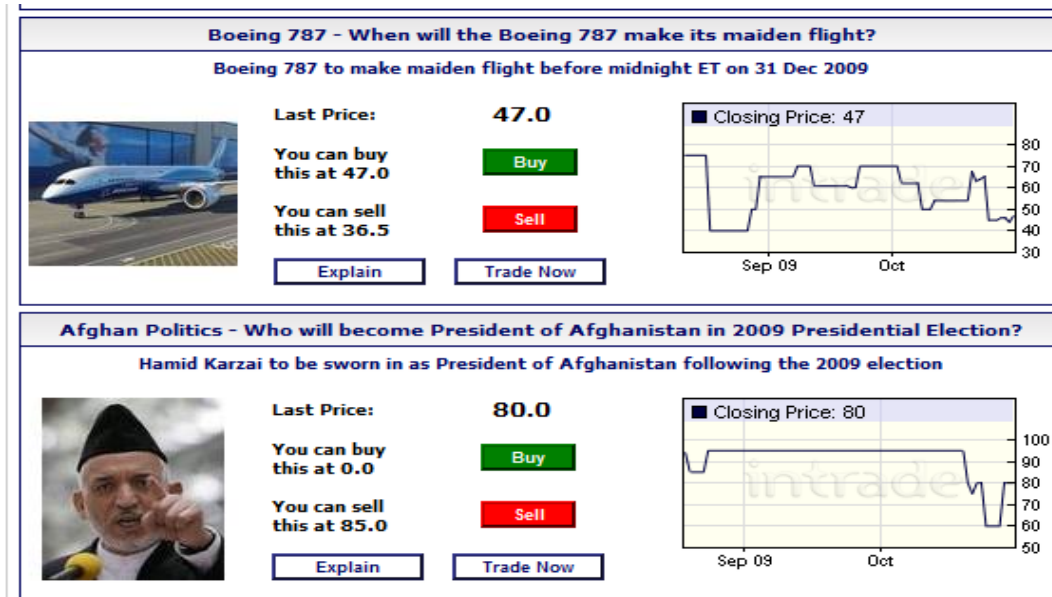 Boeing 787 - When will the Boeing 787 make its maiden flight?
Boeing 787 to make maiden flight before midnight ET on 31 Dec 2009
Last Price: 47.0
You can buy
this at 47.0
Buy
You can sell
this at 36.5
Sell
Explain
Trade Now
Closing Price: 47
intrade
80
70
60
50
40
30
Sep 09
Oct
Afghan Politics - Who will become President of Afghanistan in 2009 Presidential Election?
Hamid Karzai to be sworn in as President of Afghanistan following the 2009 election
Last Price: 80.0
You can buy
this at 0.0
Buy
You can sell
this at 85.0
Sell
Explain
Trade Now
Closing Price: 80
intrade
100
90
80
70
60
50
Sep 09
Oct